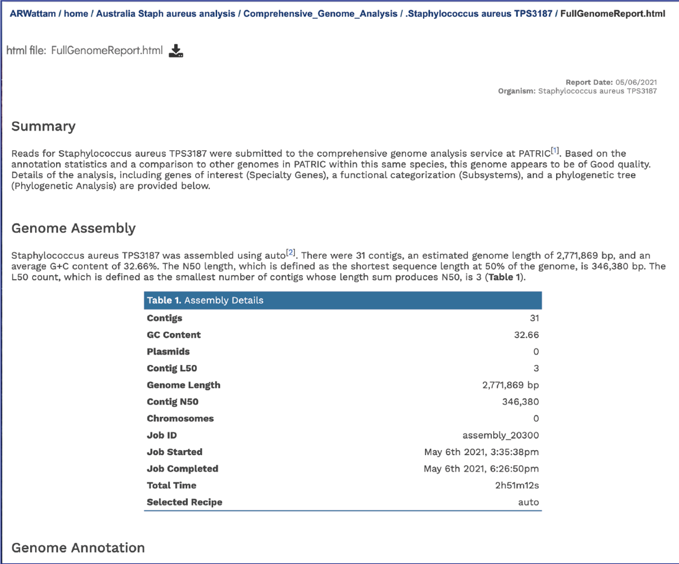 ARWattam / home / Australia Staph aureus analysis / Comprehensive_Genome_Analysis / .Staphylococcus aureus TPS3187 / FullGenomeReport.html
html file: FullGenomeReport.html
Report Date: 05/06/2021
Organism: Staphylococcus aureus TPS3187
Summary
Reads for Staphylococcus aureus TPS3187 were submitted to the comprehensive genome analysis service at PATRIC[1]. Based on the
annotation statistics and a comparison to other genomes in PATRIC within this same species, this genome appears to be of Good quality.
Details of the analysis, including genes of interest (Specialty Genes), a functional categorization (Subsystems), and a phylogenetic tree
(Phylogenetic Analysis) are provided below.
Genome Assembly
Staphylococcus aureus TPS3187 was assembled using auto[2]. There were 31 contigs, an estimated genome length of 2,771,869 bp, and an
average G+C content of 32.66%. The N50 length, which is defined as the shortest sequence length at 50% of the genome, is 346,380 bp. The
L50 count, which is defined as the smallest number of contigs whose length sum produces N50, is 3 (Table 1).
Table 1. Assembly Details
Contigs 31
GC Content 32.66
Plasmids 0
Contig L50 3
Genome Length 2,771,869 bp
Contig N50 346,380
Chromosomes 0
Job ID assembly_20300
Job Started May 6th 2021, 3:35:38pm
Job Completed May 6th 2021, 6:26:50pm
Total Time 2h51m12s
Selected Recipe auto
Genome Annotation